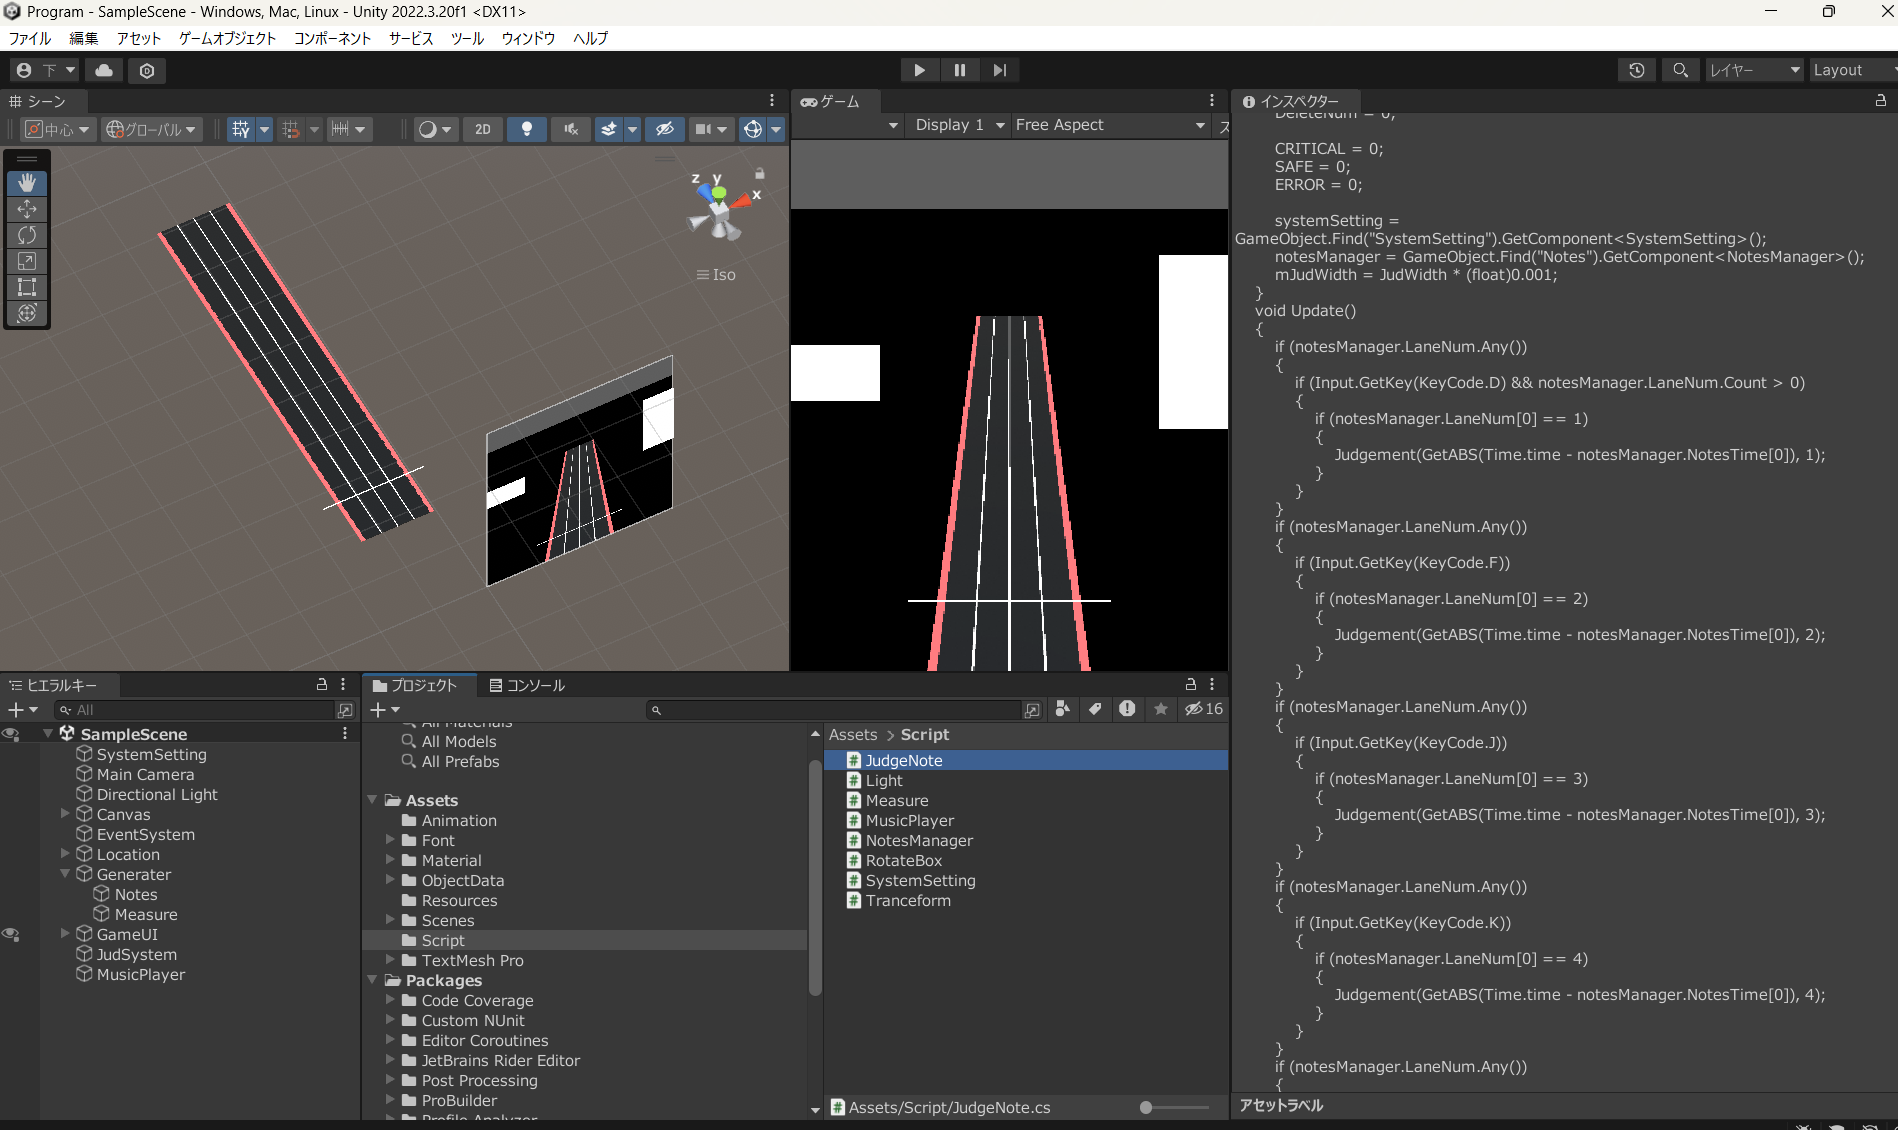 Program - SampleScene - Windows, Mac, Linux - Unity 2022.3.20f1 <DX11>
ファイル 編集 アセット ゲームオブジェクト コンポーネント サービス ツール ウィンドウ ヘルプ
下 レイヤー Layout
シーン
中心 グローバル 2D
z y x
Iso
ゲーム
Display 1 Free Aspect ス
インスペクター
DeleteNum = 0;
CRITICAL = 0;
SAFE = 0;
ERROR = 0;
systemSetting =
GameObject.Find("SystemSetting").GetComponent<SystemSetting>();
notesManager = GameObject.Find("Notes").GetComponent<NotesManager>();
mJudWidth = JudWidth * (float)0.001;
}
void Update()
{
if (notesManager.LaneNum.Any())
{
if (Input.GetKey(KeyCode.D) && notesManager.LaneNum.Count > 0)
{
if (notesManager.LaneNum[0] == 1)
{
Judgement(GetABS(Time.time - notesManager.NotesTime[0]), 1);
}
}
}
if (notesManager.LaneNum.Any())
{
if (Input.GetKey(KeyCode.F))
{
if (notesManager.LaneNum[0] == 2)
{
Judgement(GetABS(Time.time - notesManager.NotesTime[0]), 2);
}
}
}
if (notesManager.LaneNum.Any())
{
if (Input.GetKey(KeyCode.J))
{
if (notesManager.LaneNum[0] == 3)
{
Judgement(GetABS(Time.time - notesManager.NotesTime[0]), 3);
}
}
}
if (notesManager.LaneNum.Any())
{
if (Input.GetKey(KeyCode.K))
{
if (notesManager.LaneNum[0] == 4)
{
Judgement(GetABS(Time.time - notesManager.NotesTime[0]), 4);
}
}
}
if (notesManager.LaneNum.Any())
{
アセットラベル
ヒエラルキー
All
SampleScene
SystemSetting
Main Camera
Directional Light
Canvas
EventSystem
Location
Generater
Notes
Measure
GameUI
JudSystem
MusicPlayer
プロジェクト コンソール
16
All Materials
All Models
All Prefabs
Assets
Animation
Font
Material
ObjectData
Resources
Scenes
Script
TextMesh Pro
Packages
Code Coverage
Custom NUnit
Editor Coroutines
JetBrains Rider Editor
Post Processing
ProBuilder
Profile Analyzer
Assets > Script
JudgeNote
Light
Measure
MusicPlayer
NotesManager
RotateBox
SystemSetting
Tranceform
Assets/Script/JudgeNote.cs